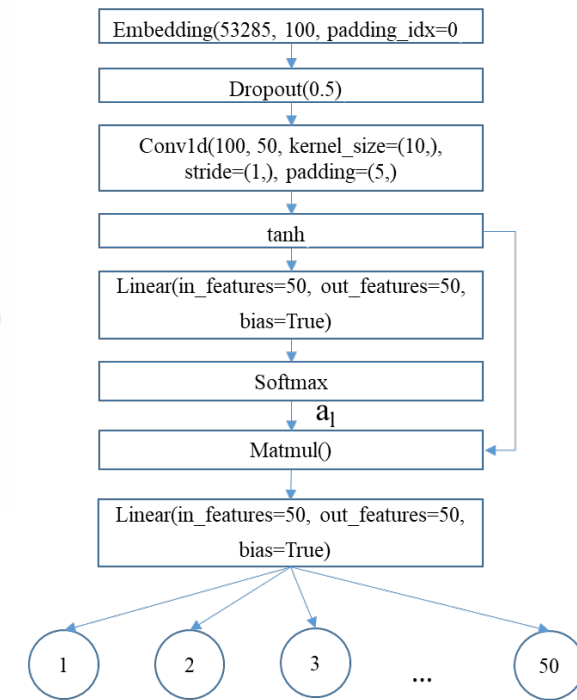 Embedding(53285, 100, padding_idx=0
Dropout(0.5)
Conv1d(100, 50, kernel_size=(10,),
stride=(1,), padding=(5,)
tanh
Linear(in_features=50, out_features=50,
bias=True)
Softmax
al
Matmul()
Linear(in_features=50, out_features=50,
bias=True)
1 2 3 ... 50